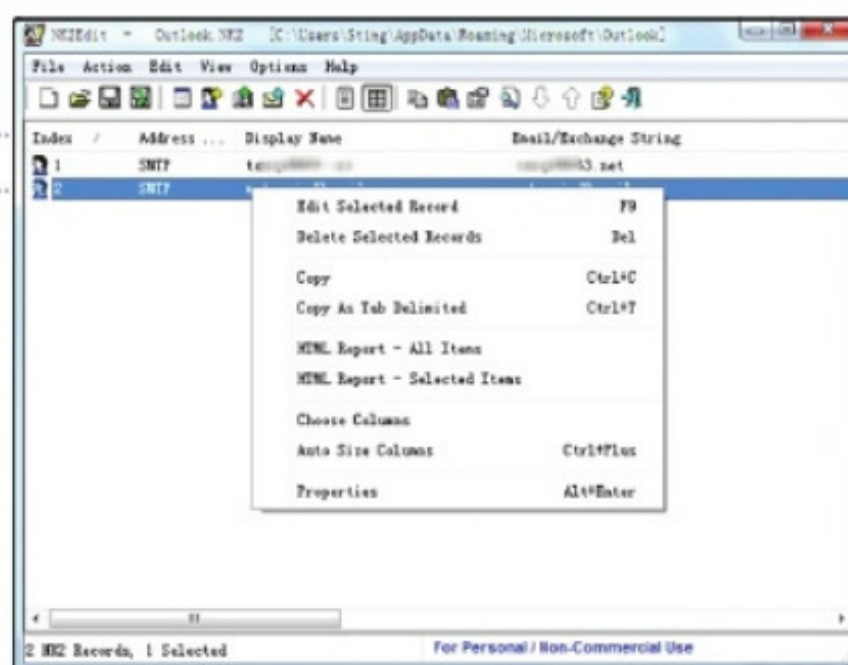 NK2Edit - Outlook.NK2 [C:\Users\Sting\AppData\Roaming\Microsoft\Outlook]
File Action Edit View Options Help
Index / Address ... Display Name Email/Exchange String
1 SMTP 3.net
2 SMTP
Edit Selected Record F9
Delete Selected Records Del
Copy Ctrl+C
Copy As Tab Delimited Ctrl+T
HTML Report - All Items
HTML Report - Selected Items
Choose Columns
Auto Size Columns Ctrl+Plus
Properties Alt+Enter
2 NK2 Records, 1 Selected
For Personal / Non-Commercial Use